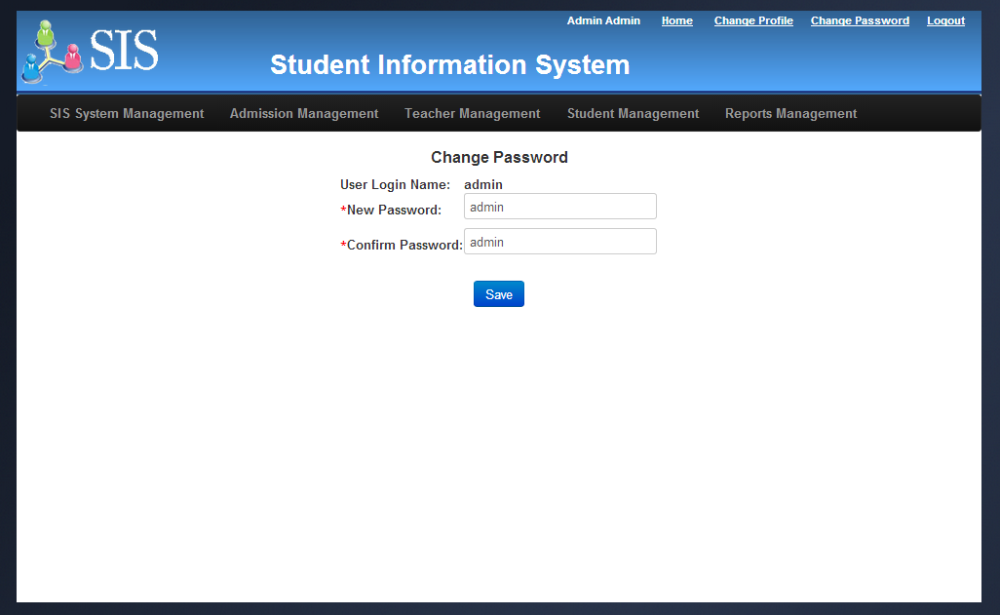 Admin Admin Home Change Profile Change Password Logout
SIS
Student Information System
SIS System Management Admission Management Teacher Management Student Management Reports Management
Change Password
User Login Name: admin
*New Password: admin
*Confirm Password: admin
Save